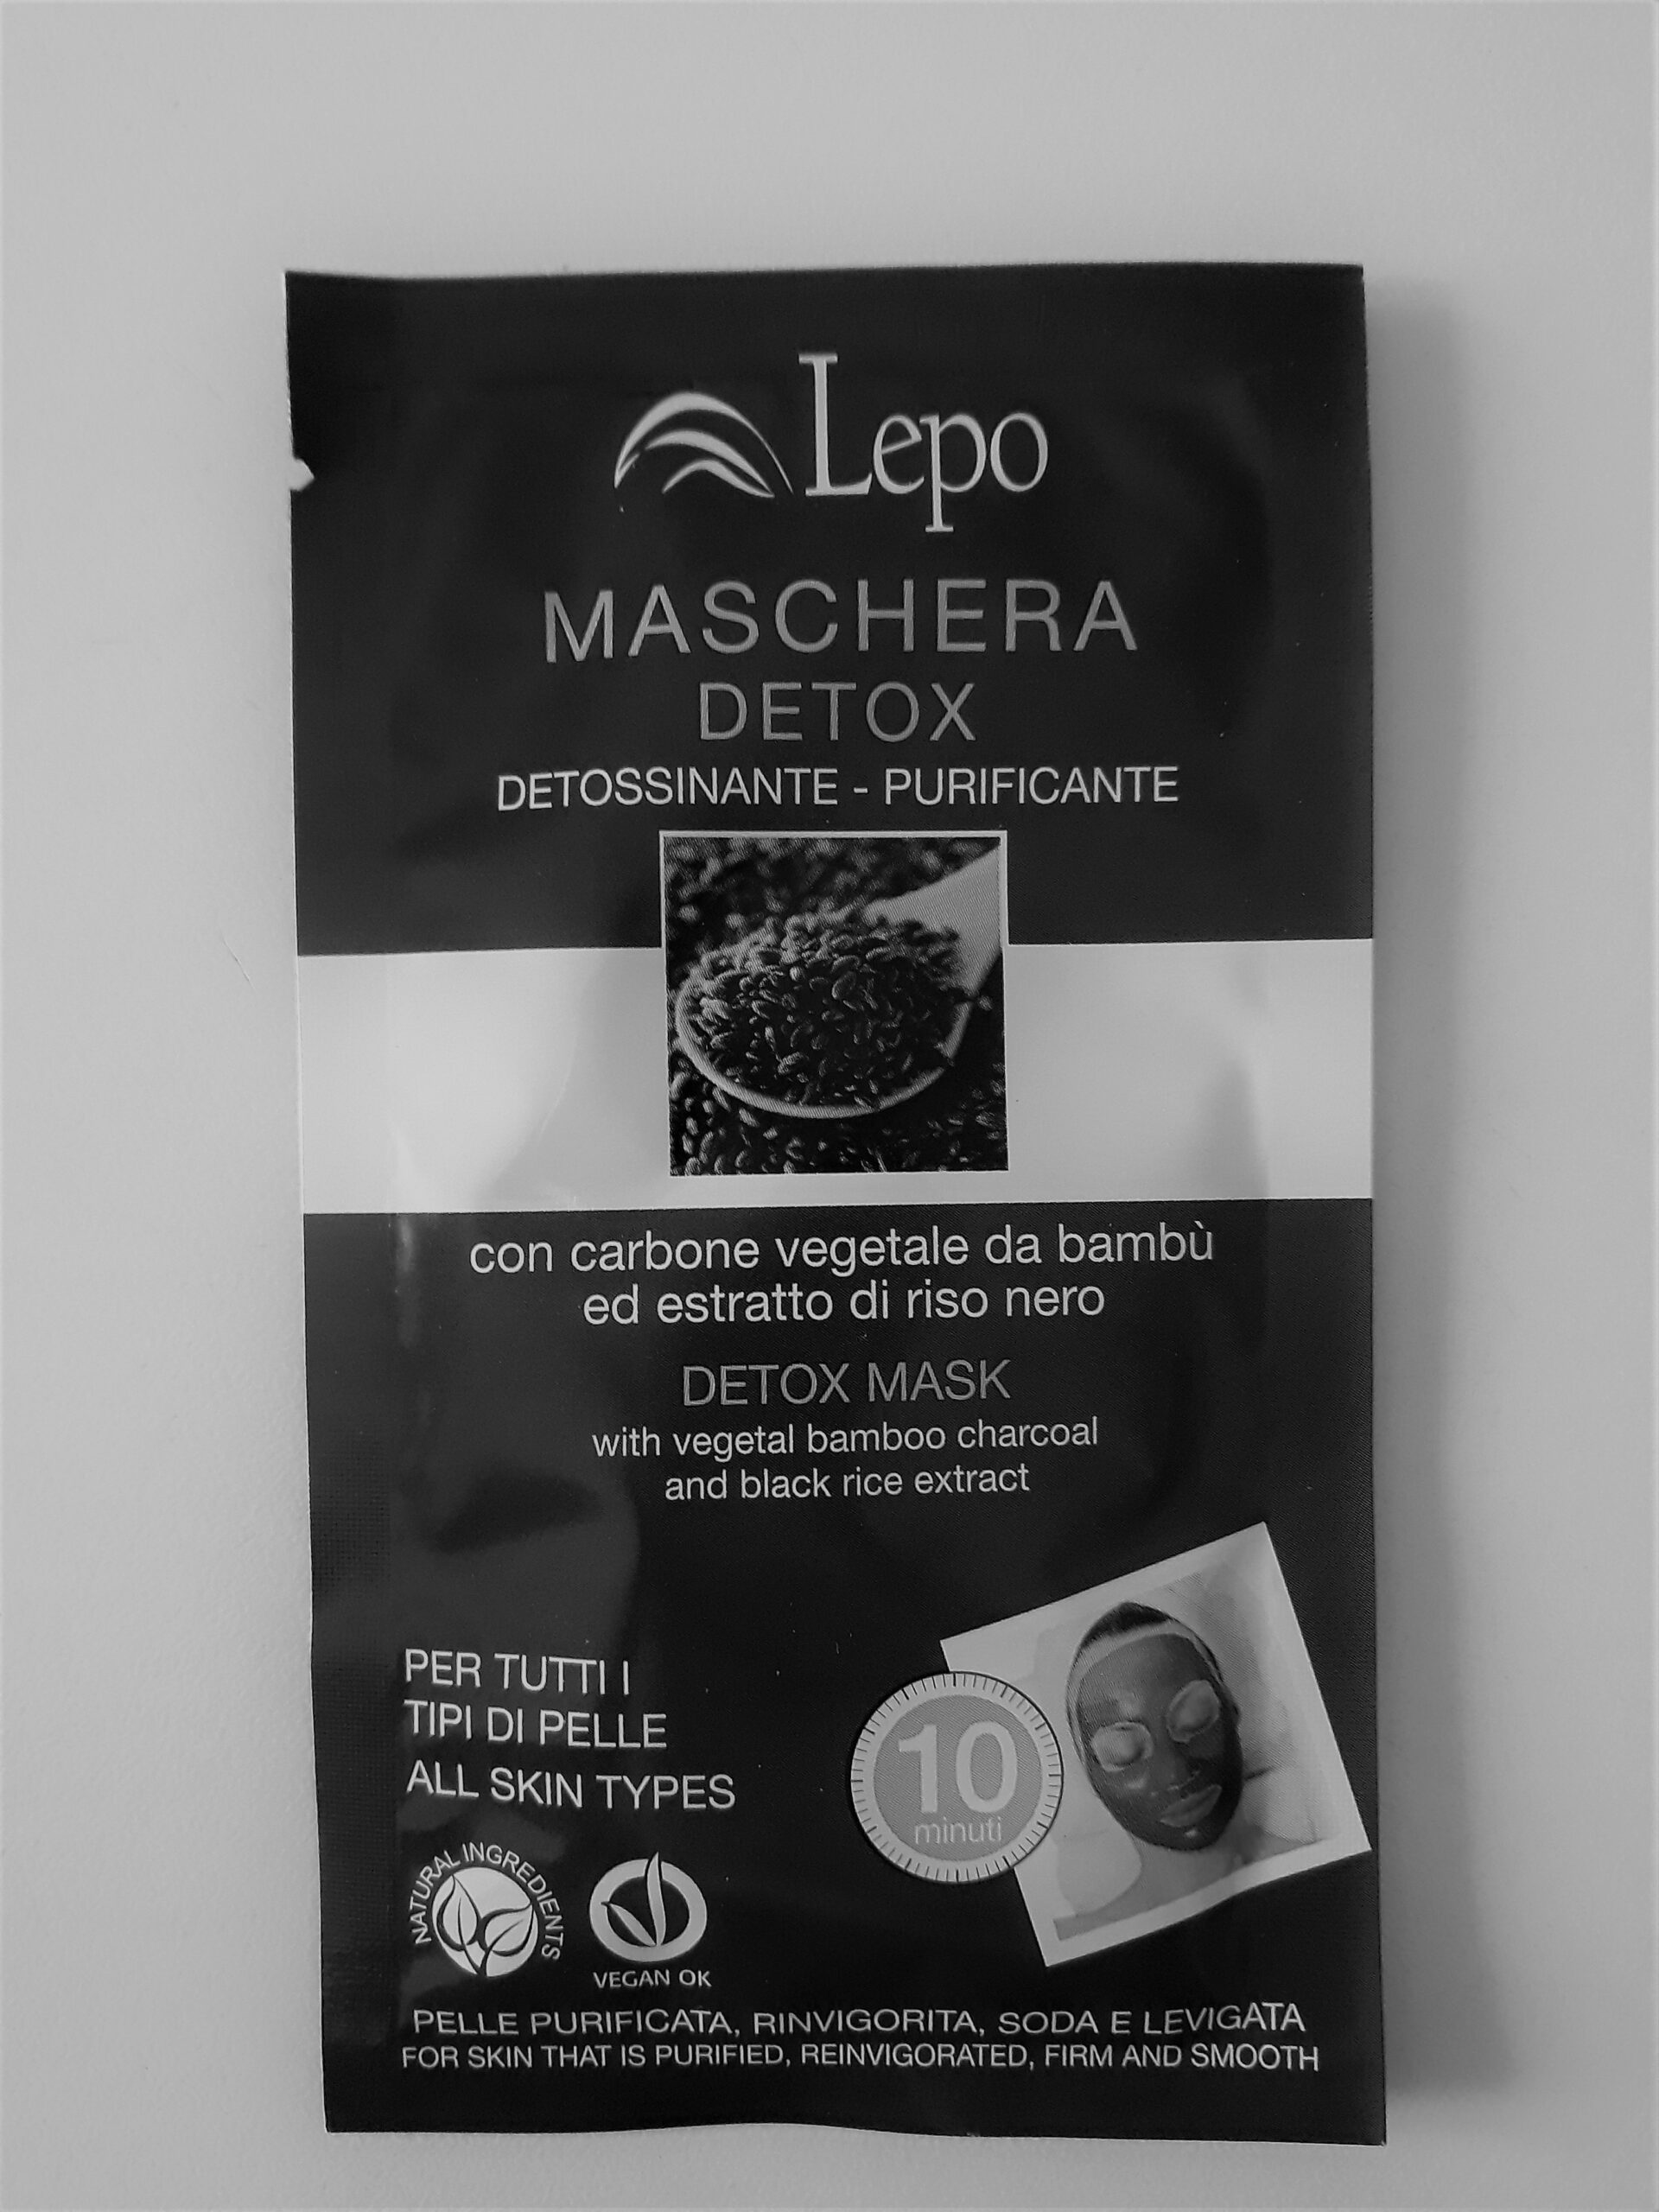 Lepo
MASCHERA
DETOX
DETOSSINANTE - PURIFICANTE
con carbone vegetale da bambù
ed estratto di riso nero
DETOX MASK
with vegetal bamboo charcoal
and black rice extract
PER TUTTI I
TIPI DI PELLE
ALL SKIN TYPES
10
minuti
NATURAL INGREDIENTS
VEGAN OK
PELLE PURIFICATA, RINVIGORITA, SODA E LEVIGATA
FOR SKIN THAT IS PURIFIED, REINVIGORATED, FIRM AND SMOOTH